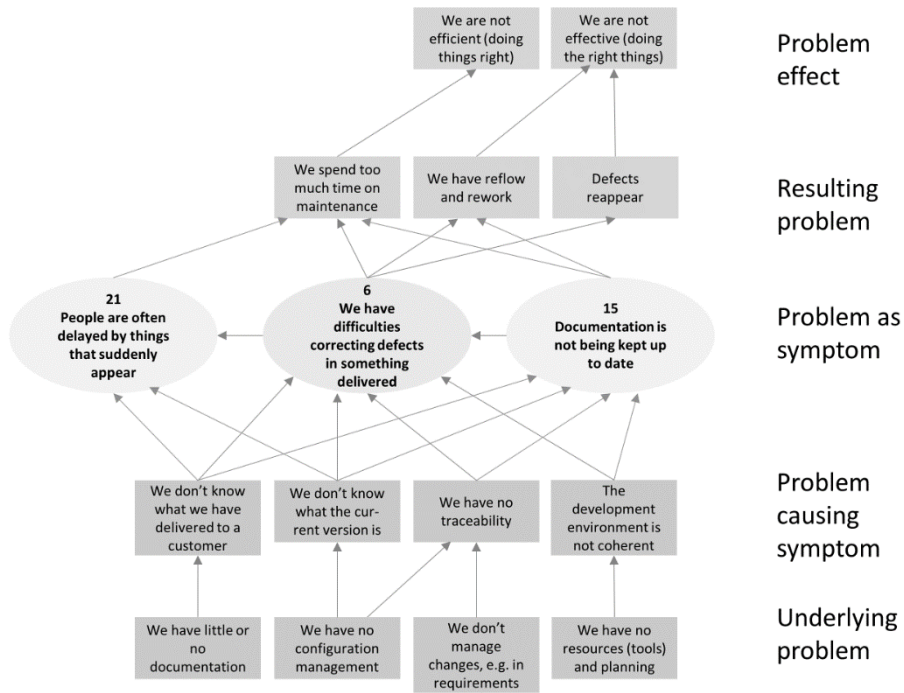 We are not
efficient (doing
things right)
We are not
effective (doing
the right things)
Problem
effect
We spend too
much time on
maintenance
We have reflow
and rework
Defects
reappear
Resulting
problem
21
People are often
delayed by things
that suddenly
appear
6
We have
difficulties
correcting defects
in something
delivered
15
Documentation is
not being kept up
to date
Problem as
symptom
We don't know
what we have
delivered to a
customer
We don't know
what the cur-
rent version is
We have no
traceability
The
development
environment is
not coherent
Problem
causing
symptom
We have little or
no
documentation
We have no
configuration
management
We don't
manage
changes, e.g. in
requirements
We have no
resources (tools)
and planning
Underlying
problem